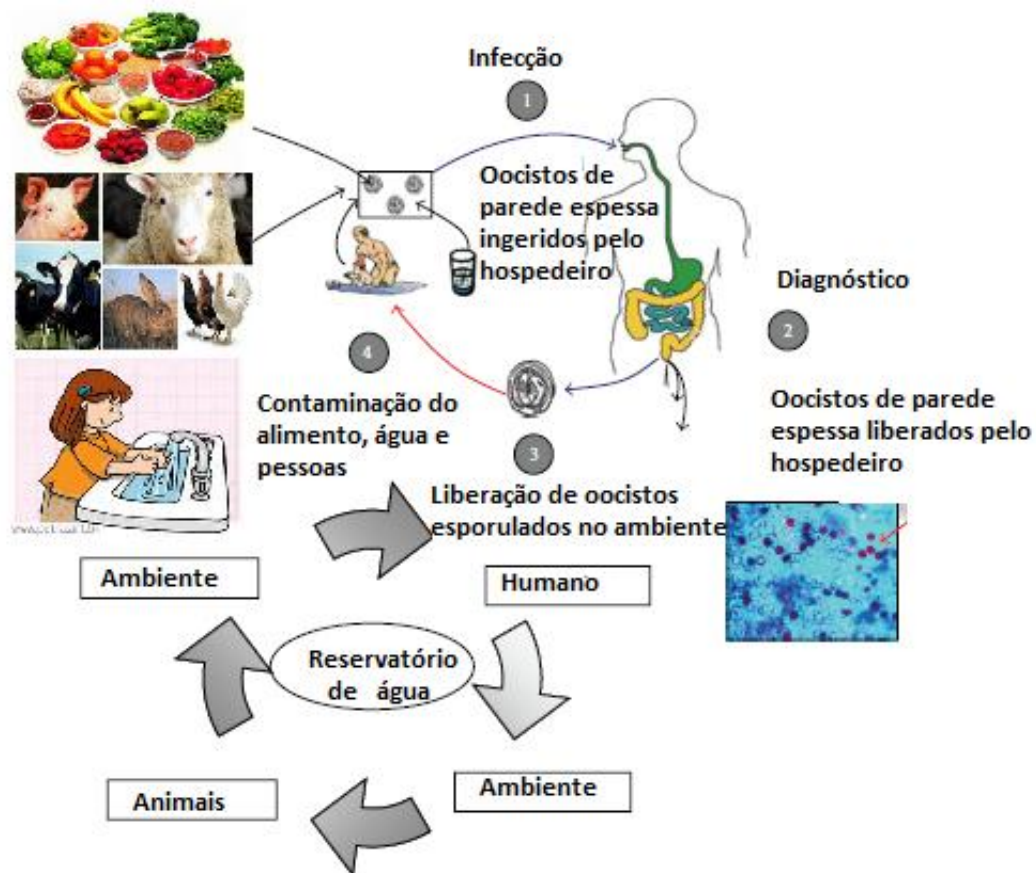 Infecção
1
Oocistos de
parede espessa
ingeridos pelo
hospedeiro
Diagnóstico
2
Oocistos de parede
espessa liberados pelo
hospedeiro
3
Liberação de oocistos
esporulados no ambiente
4
Contaminação do
alimento, água e
pessoas
Ambiente
Humano
Reservatório
de água
Animais
Ambiente